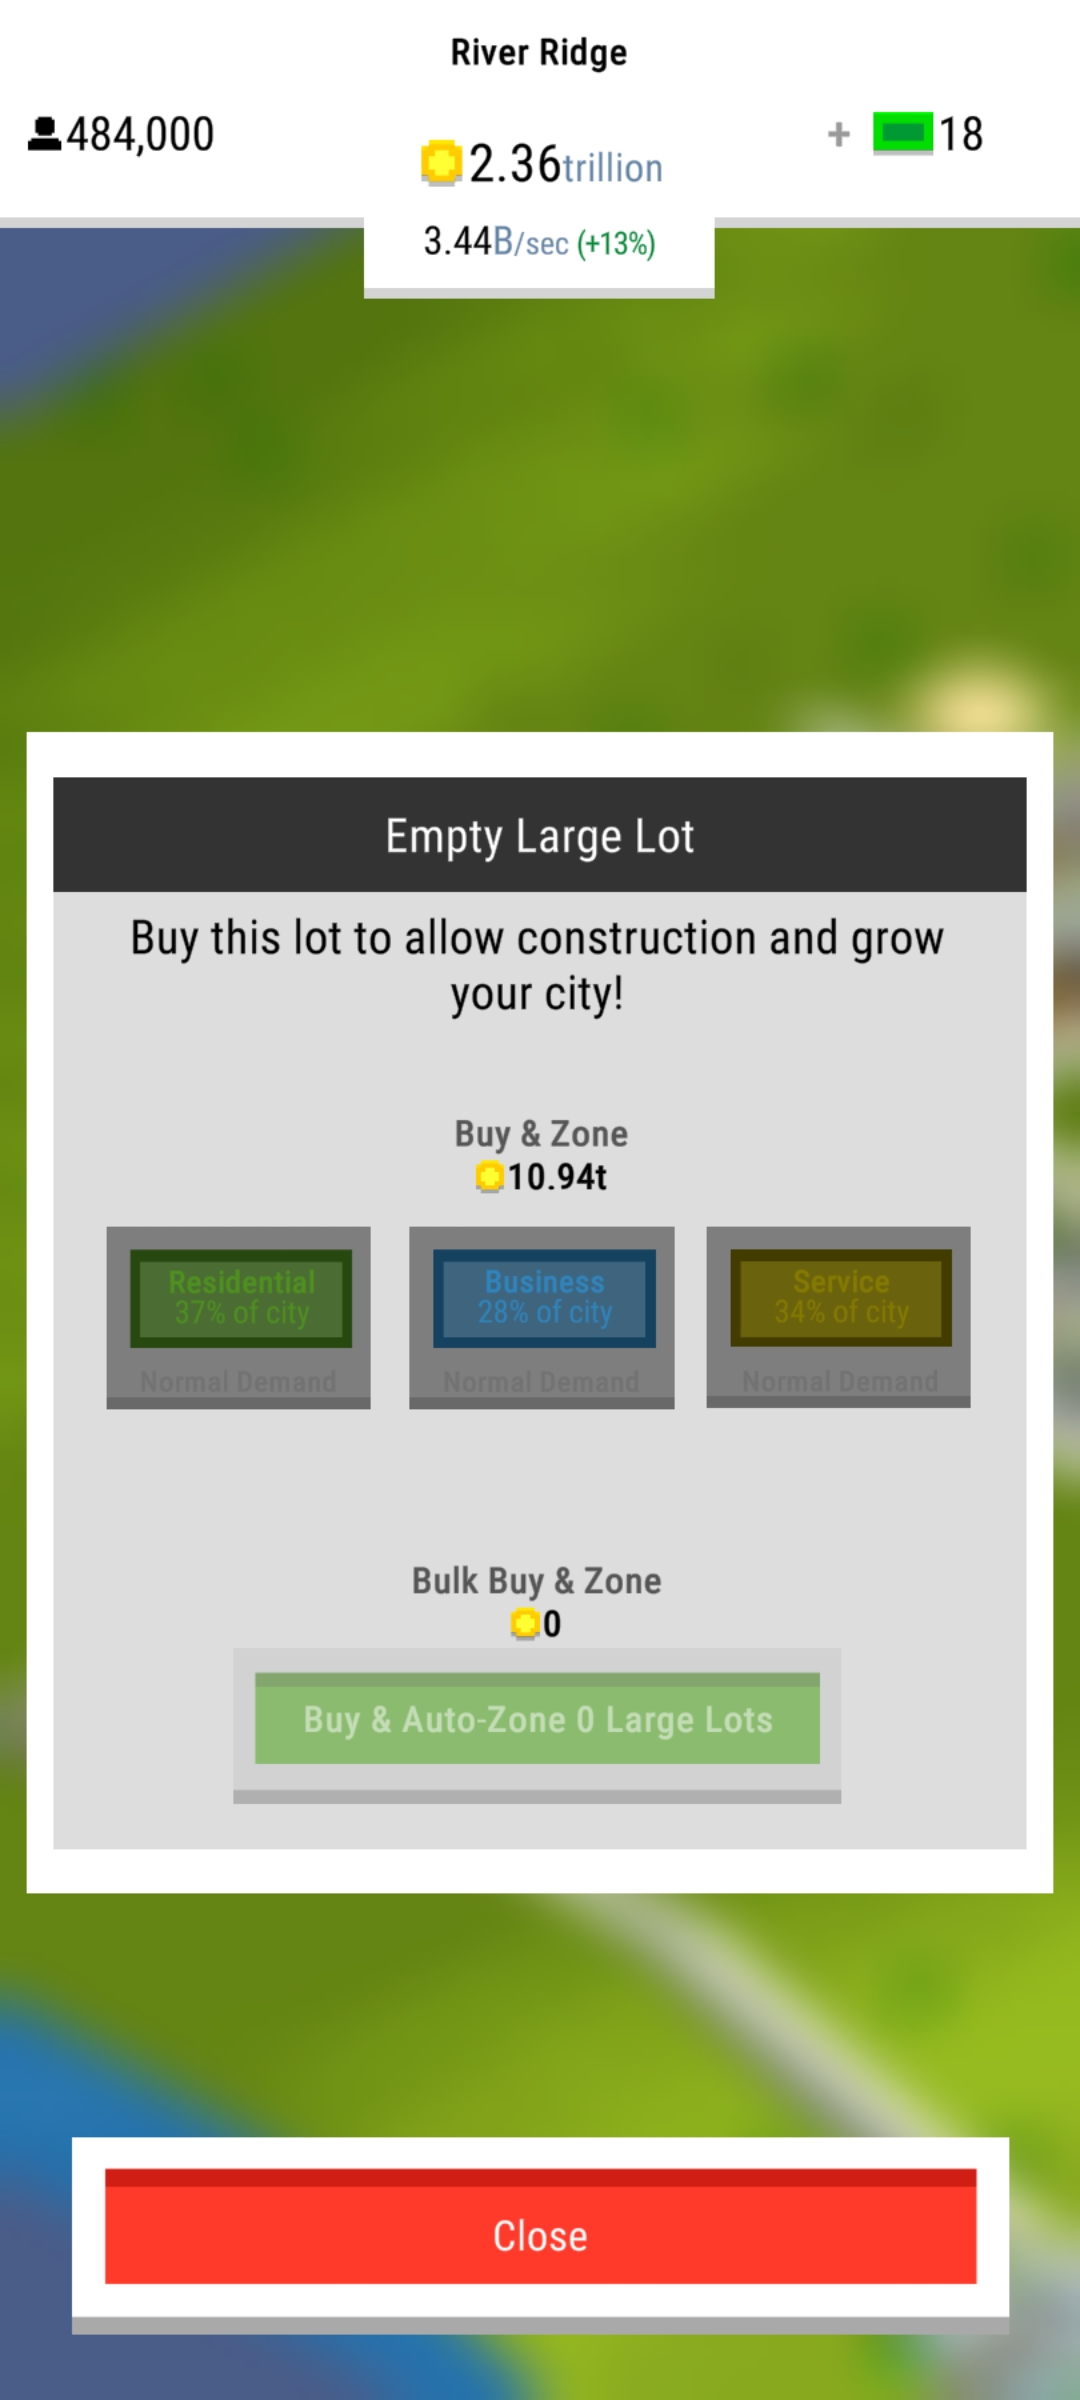 River Ridge
484,000
2.36trillion
+ 18
3.44B/sec (+13%)
Empty Large Lot
Buy this lot to allow construction and grow
your city!
Buy & Zone
10.94t
Residential
37% of city
Normal Demand
Business
28% of city
Normal Demand
Service
34% of city
Normal Demand
Bulk Buy & Zone
0
Buy & Auto-Zone 0 Large Lots
Close